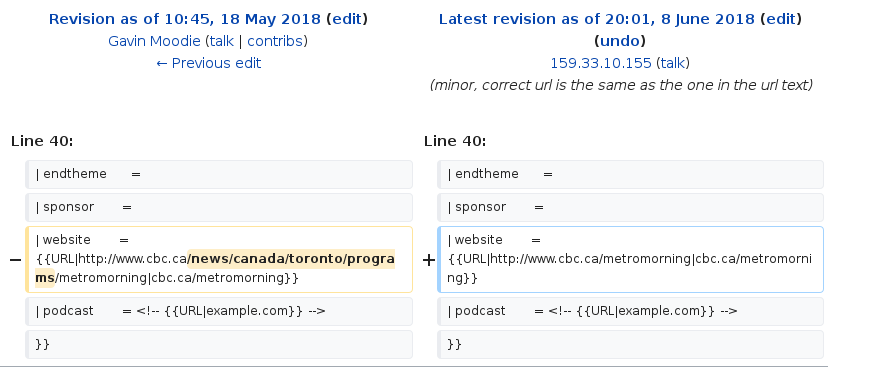 Revision as of 10:45, 18 May 2018 (edit)
Gavin Moodie (talk | contribs)
← Previous edit
Latest revision as of 20:01, 8 June 2018 (edit)
(undo)
159.33.10.155 (talk)
(minor, correct url is the same as the one in the url text)
Line 40:
| endtheme =
| sponsor =
− | website =
{{URL|http://www.cbc.ca/news/canada/toronto/progra
ms/metromorning|cbc.ca/metromorning}}
| podcast = <!-- {{URL|example.com}} -->
}}
Line 40:
| endtheme =
| sponsor =
+ | website =
{{URL|http://www.cbc.ca/metromorning|cbc.ca/metromorni
ng}}
| podcast = <!-- {{URL|example.com}} -->
}}